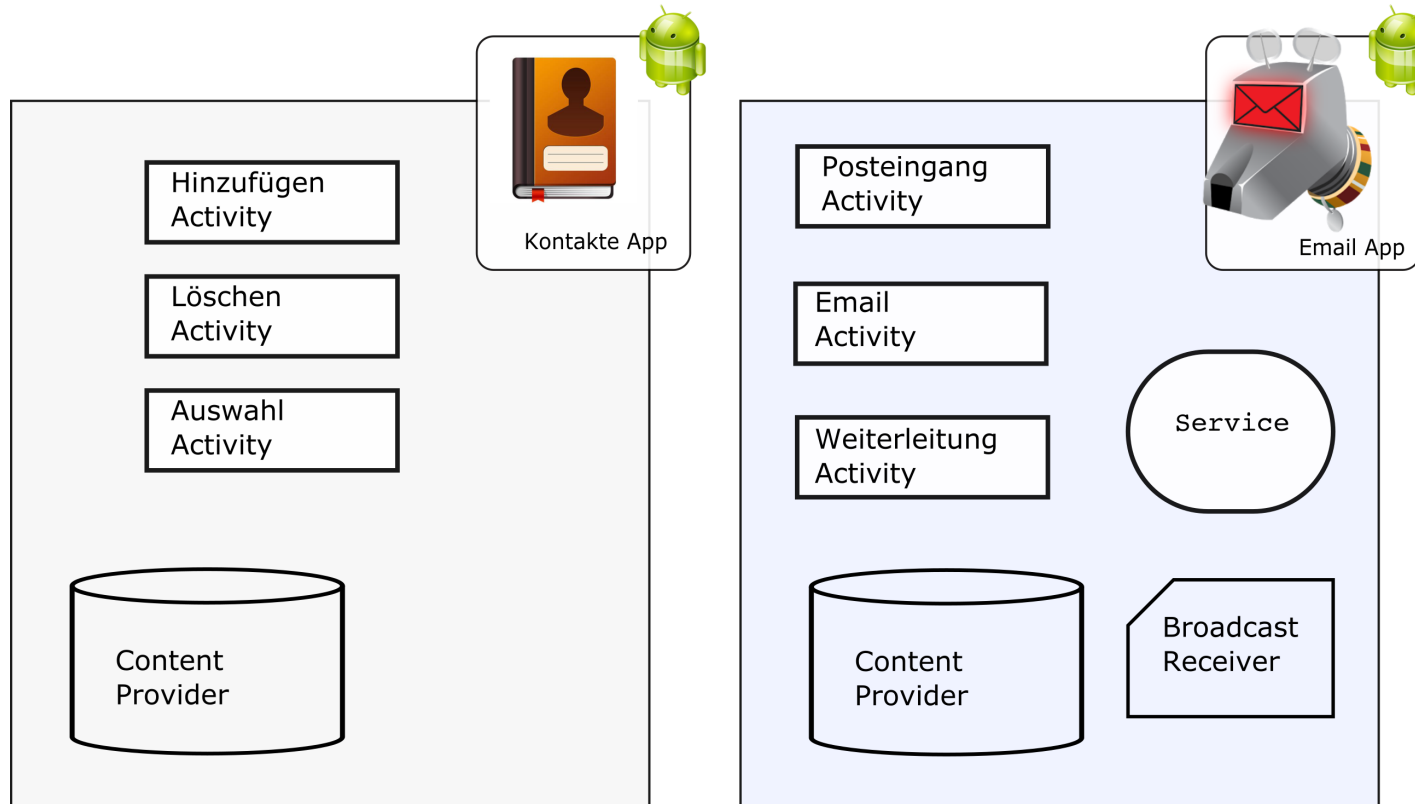 Kontakte App
Hinzufügen
Activity
Löschen
Activity
Auswahl
Activity
Content
Provider
Email App
Posteingang
Activity
Email
Activity
Weiterleitung
Activity
Service
Content
Provider
Broadcast
Receiver